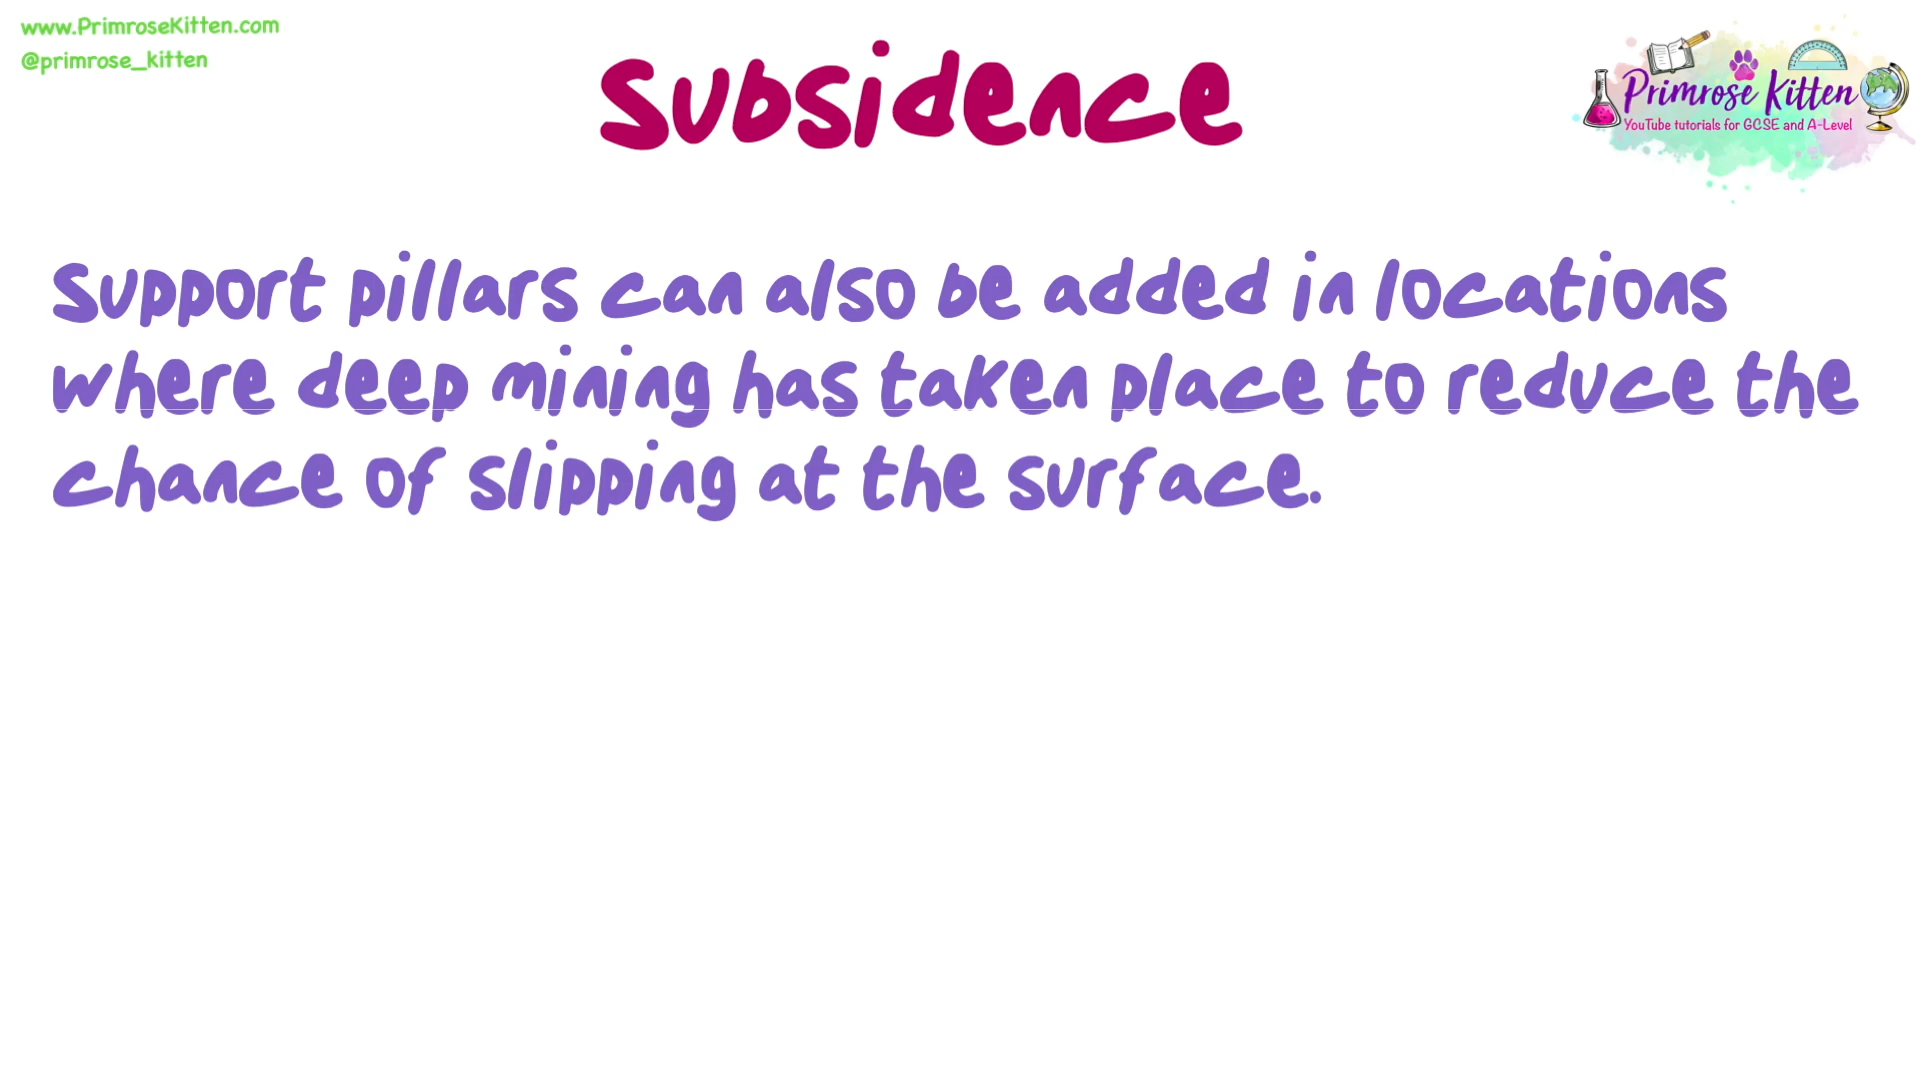 www.PrimroseKitten.com
@primrose_kitten
Subsidence
Primrose Kitten
YouTube tutorials for GCSE and A-Level
Support pillars can also be added in locations
where deep mining has taken place to reduce the
chance of slipping at the surface.